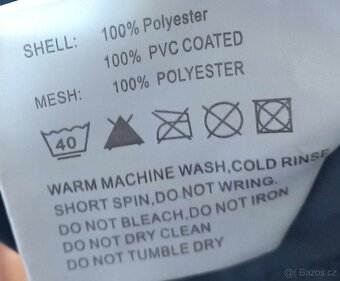 SHELL: 100% Polyester
100% PVC COATED
MESH: 100% POLYESTER
40
WARM MACHINE WASH,COLD RINSE
SHORT SPIN,DO NOT WRING.
DO NOT BLEACH,DO NOT IRON
DO NOT DRY CLEAN
DO NOT TUMBLE DRY
© Bazos.cz